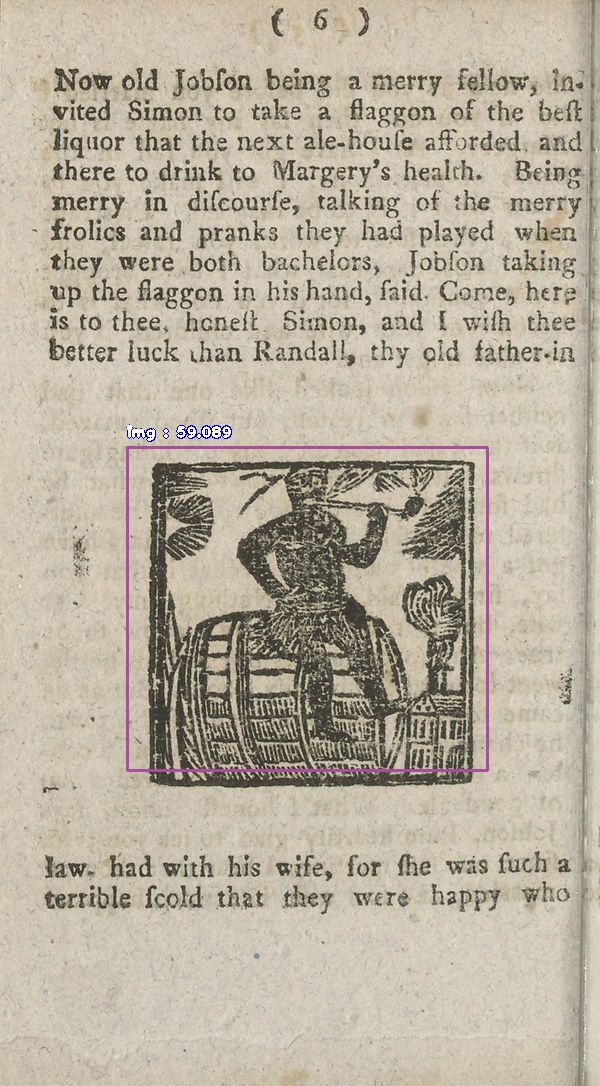 ( 6 )
Now old Jobſon being a merry fellow, in-
vited Simon to take a flaggon of the beſt
liquor that the next ale-houſe afforded, and
there to drink to Margery's health. Being
merry in diſcourſe, talking of the merry
frolics and pranks they had played when
they were both bachelors, Jobſon taking
up the flaggon in his hand, ſaid. Come, here
is to thee, honeſt Simon, and I wiſh thee
better luck than Randall, thy old father-in
img : 59.089
law- had with his wife, for ſhe was ſuch a
terrible ſcold that they were happy who